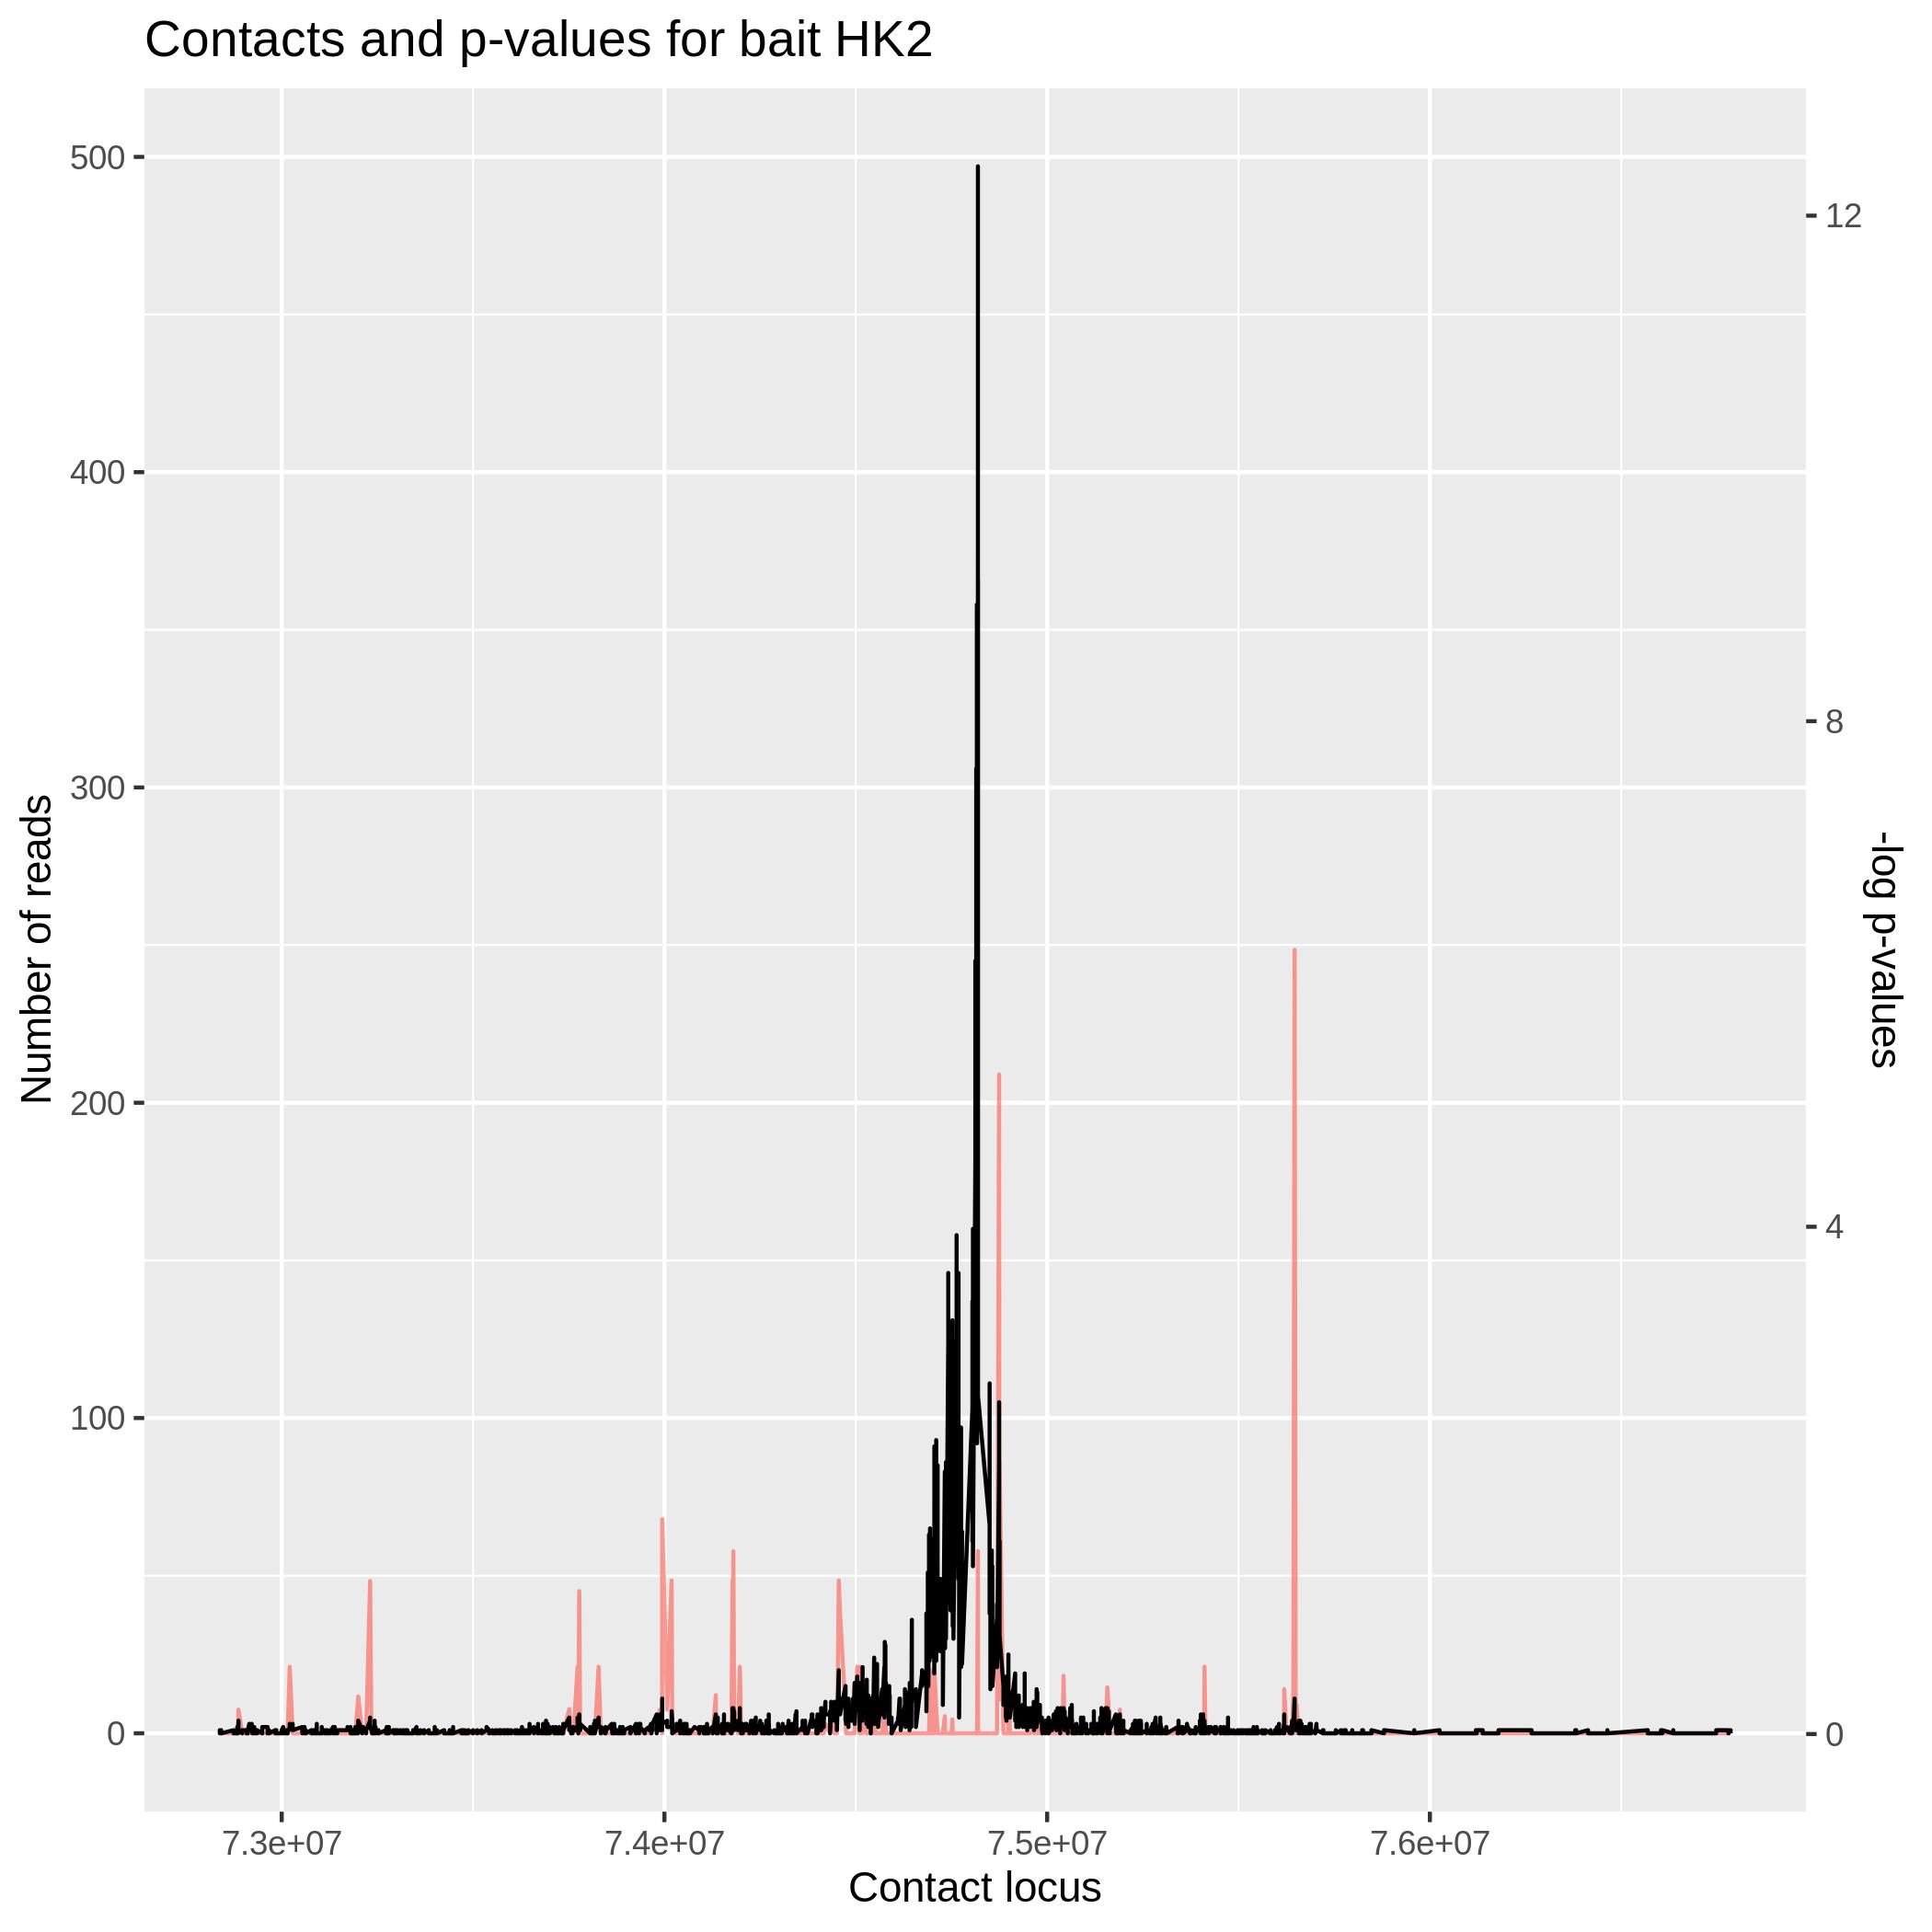 Contacts and p-values for bait HK2
500
400
300
200
100
0
Number of reads
12
8
4
0
-log p-values
7.3e+07
7.4e+07
7.5e+07
7.6e+07
Contact locus